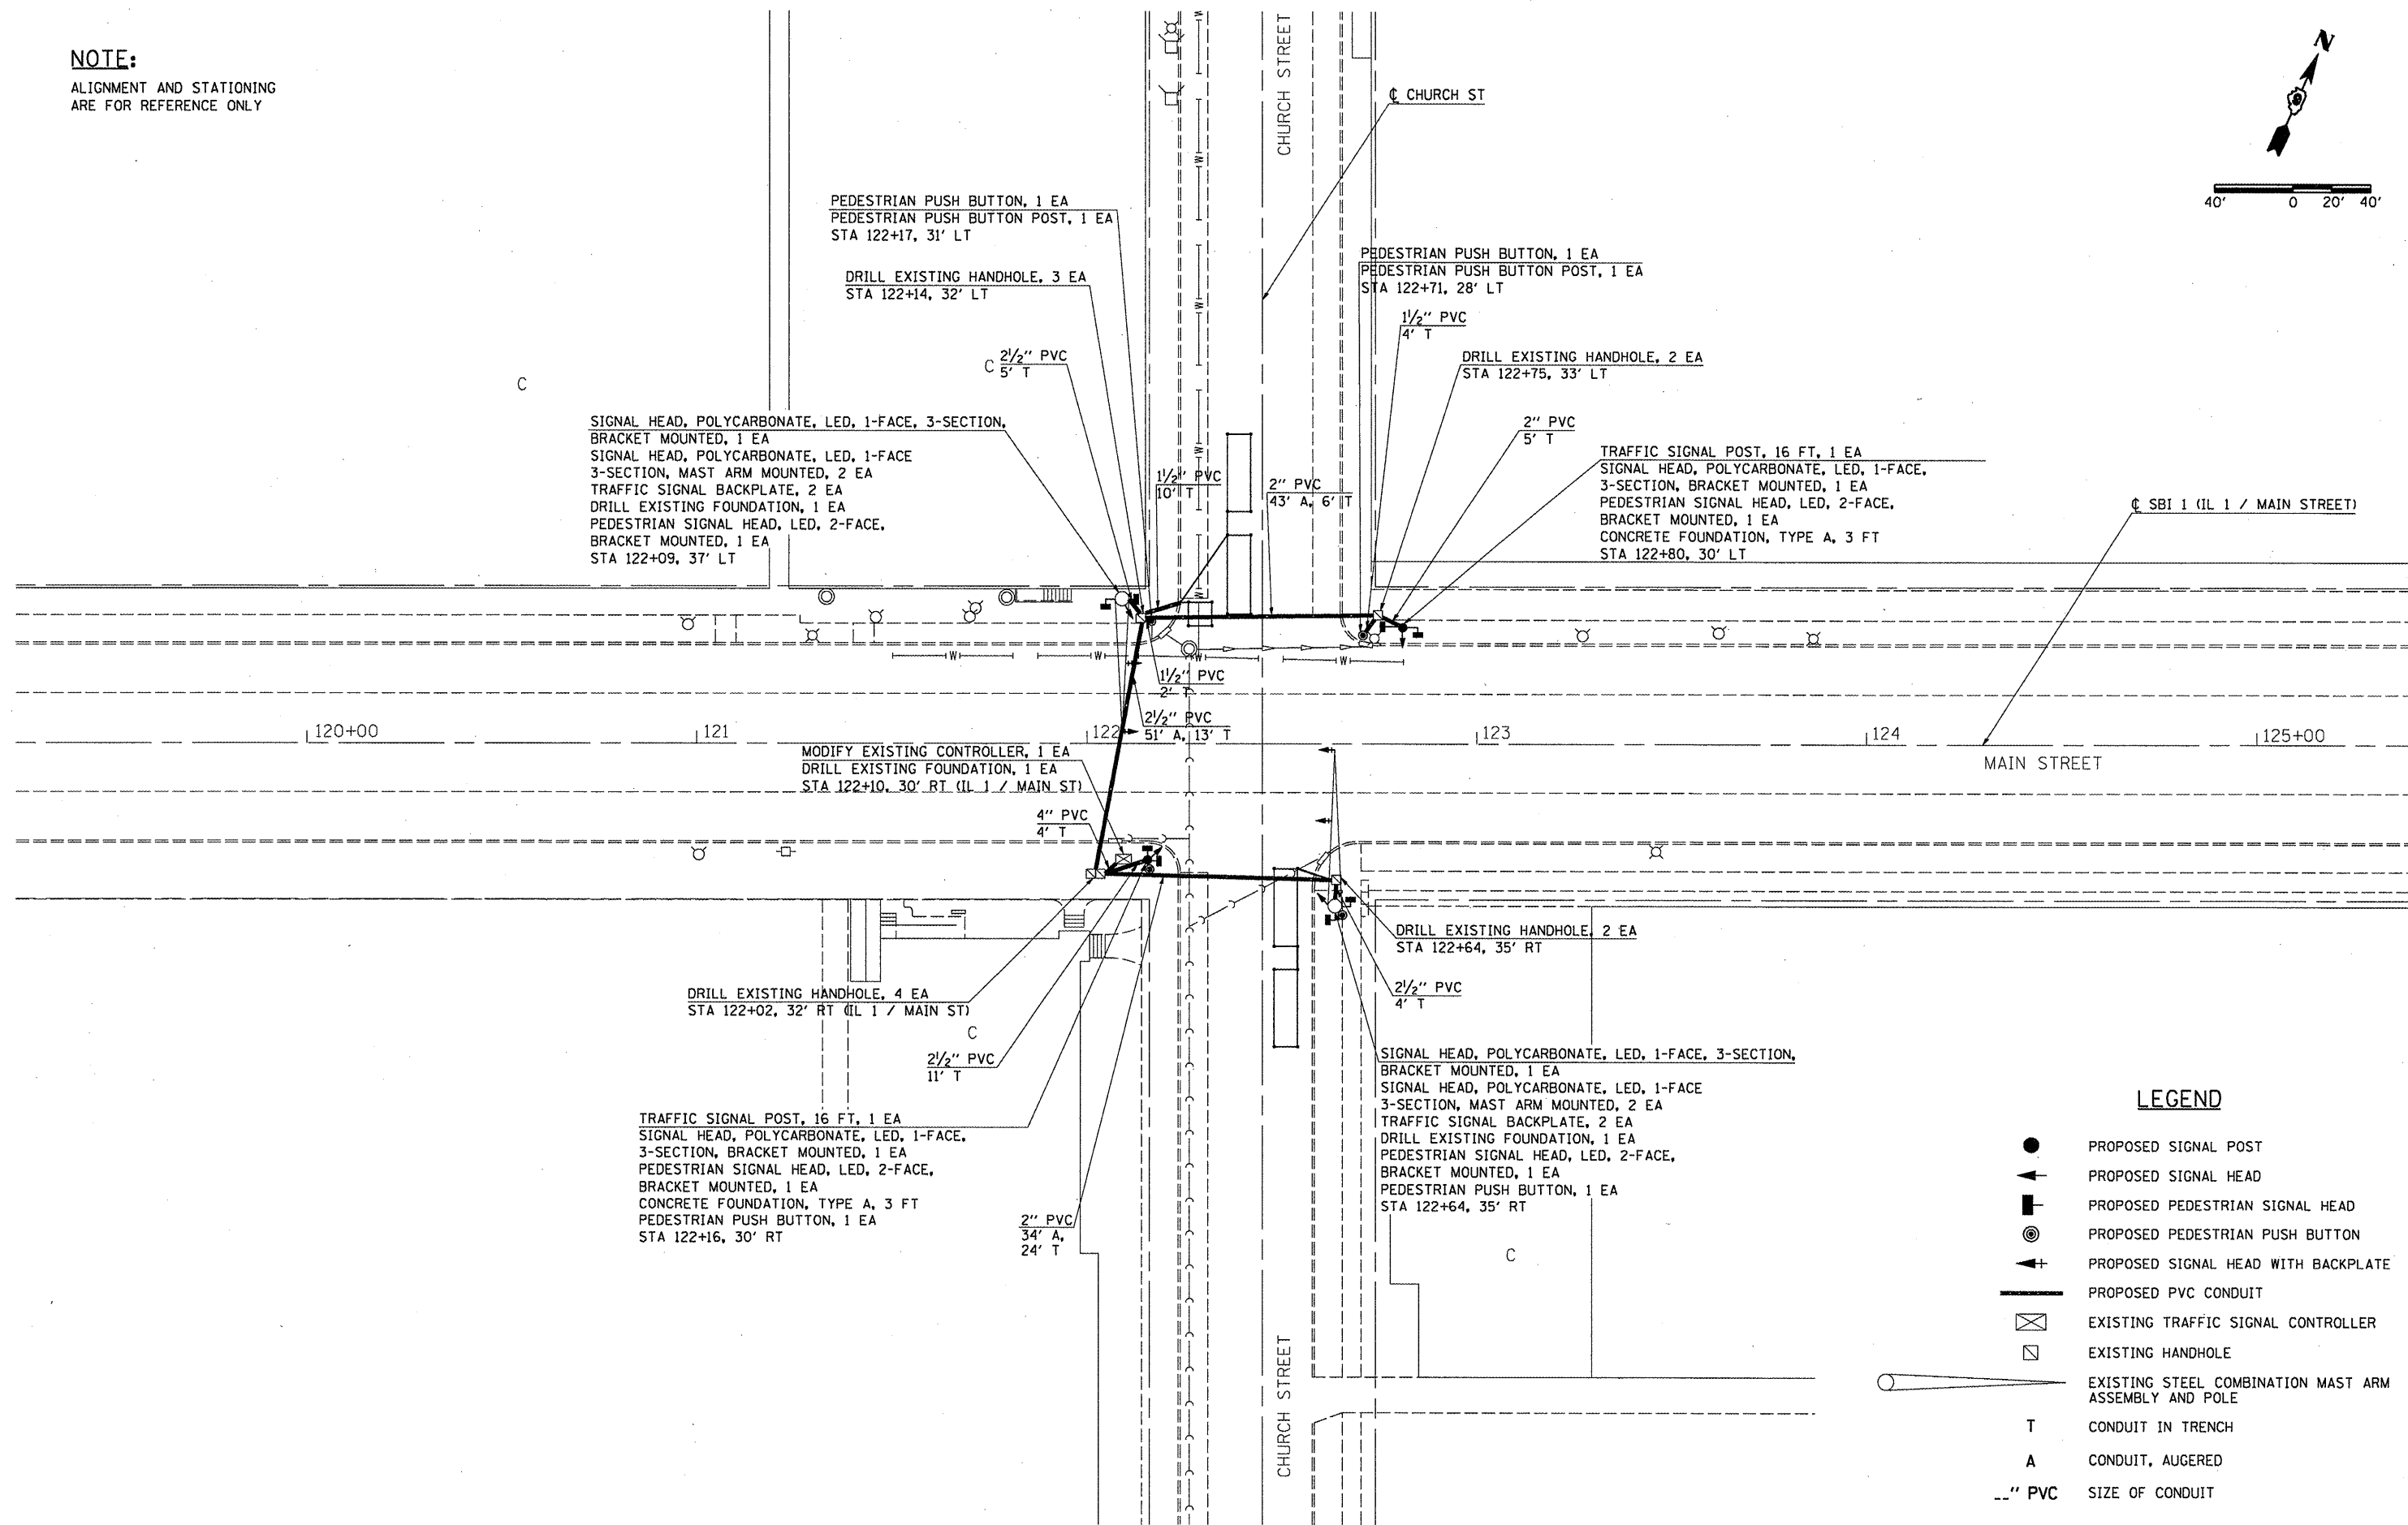 NOTE:
ALIGNMENT AND STATIONING
ARE FOR REFERENCE ONLY
CHURCH STREET
℄ CHURCH ST
N
40' 0 20' 40'
PEDESTRIAN PUSH BUTTON, 1 EA
PEDESTRIAN PUSH BUTTON POST, 1 EA
STA 122+17, 31' LT
DRILL EXISTING HANDHOLE, 3 EA
STA 122+14, 32' LT
C
2½" PVC
5' T
C
PEDESTRIAN PUSH BUTTON, 1 EA
PEDESTRIAN PUSH BUTTON POST, 1 EA
STA 122+71, 28' LT
1½" PVC
4' T
DRILL EXISTING HANDHOLE, 2 EA
STA 122+75, 33' LT
2" PVC
5' T
SIGNAL HEAD, POLYCARBONATE, LED, 1-FACE, 3-SECTION,
BRACKET MOUNTED, 1 EA
SIGNAL HEAD, POLYCARBONATE, LED, 1-FACE
3-SECTION, MAST ARM MOUNTED, 2 EA
TRAFFIC SIGNAL BACKPLATE, 2 EA
DRILL EXISTING FOUNDATION, 1 EA
PEDESTRIAN SIGNAL HEAD, LED, 2-FACE,
BRACKET MOUNTED, 1 EA
STA 122+09, 37' LT
1½" PVC
10' T
2" PVC
43' A, 6' T
TRAFFIC SIGNAL POST, 16 FT, 1 EA
SIGNAL HEAD, POLYCARBONATE, LED, 1-FACE,
3-SECTION, BRACKET MOUNTED, 1 EA
PEDESTRIAN SIGNAL HEAD, LED, 2-FACE,
BRACKET MOUNTED, 1 EA
CONCRETE FOUNDATION, TYPE A, 3 FT
STA 122+80, 30' LT
℄ SBI 1 (IL 1 / MAIN STREET)
W
W
W
W
W
W
W
W
W
W
1½" PVC
2' T
2½" PVC
51' A, 13' T
120+00
121
122
123
124
125+00
MAIN STREET
MODIFY EXISTING CONTROLLER, 1 EA
DRILL EXISTING FOUNDATION, 1 EA
STA 122+10, 30' RT (IL 1 / MAIN ST)
4" PVC
4' T
DRILL EXISTING HANDHOLE, 4 EA
STA 122+02, 32' RT (IL 1 / MAIN ST)
C
2½" PVC
11' T
DRILL EXISTING HANDHOLE, 2 EA
STA 122+64, 35' RT
2½" PVC
4' T
TRAFFIC SIGNAL POST, 16 FT, 1 EA
SIGNAL HEAD, POLYCARBONATE, LED, 1-FACE,
3-SECTION, BRACKET MOUNTED, 1 EA
PEDESTRIAN SIGNAL HEAD, LED, 2-FACE,
BRACKET MOUNTED, 1 EA
CONCRETE FOUNDATION, TYPE A, 3 FT
PEDESTRIAN PUSH BUTTON, 1 EA
STA 122+16, 30' RT
2" PVC
34' A,
24' T
SIGNAL HEAD, POLYCARBONATE, LED, 1-FACE, 3-SECTION,
BRACKET MOUNTED, 1 EA
SIGNAL HEAD, POLYCARBONATE, LED, 1-FACE
3-SECTION, MAST ARM MOUNTED, 2 EA
TRAFFIC SIGNAL BACKPLATE, 2 EA
DRILL EXISTING FOUNDATION, 1 EA
PEDESTRIAN SIGNAL HEAD, LED, 2-FACE,
BRACKET MOUNTED, 1 EA
PEDESTRIAN PUSH BUTTON, 1 EA
STA 122+64, 35' RT
C
CHURCH STREET
LEGEND
PROPOSED SIGNAL POST
PROPOSED SIGNAL HEAD
PROPOSED PEDESTRIAN SIGNAL HEAD
PROPOSED PEDESTRIAN PUSH BUTTON
PROPOSED SIGNAL HEAD WITH BACKPLATE
PROPOSED PVC CONDUIT
EXISTING TRAFFIC SIGNAL CONTROLLER
EXISTING HANDHOLE
EXISTING STEEL COMBINATION MAST ARM
ASSEMBLY AND POLE
T CONDUIT IN TRENCH
A CONDUIT, AUGERED
__" PVC SIZE OF CONDUIT